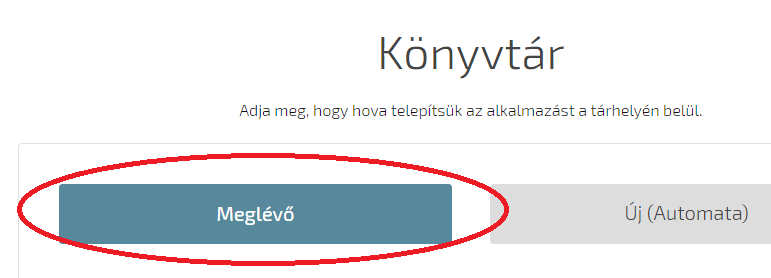 Könyvtár
Adja meg, hogy hova telepítsük az alkalmazást a tárhelyén belül.
Meglévő
Új (Automata)